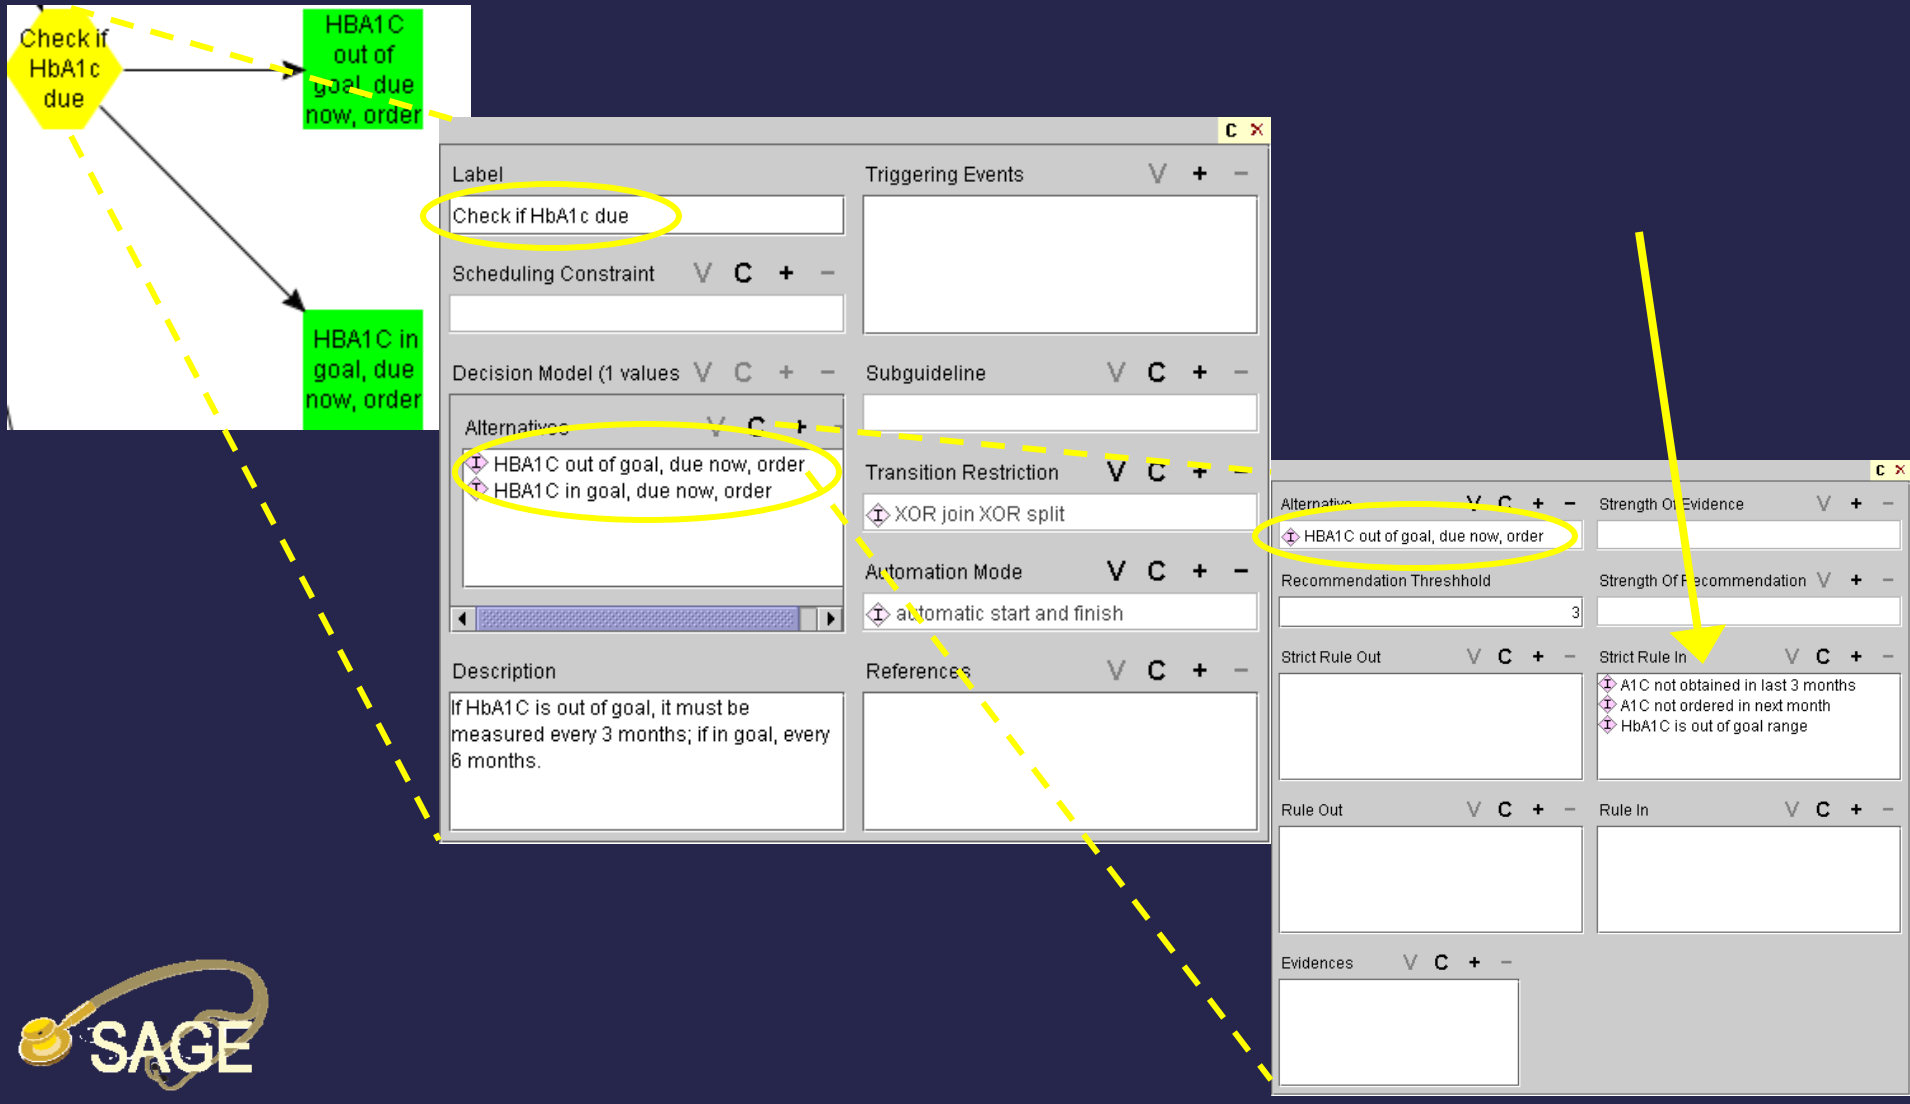 Check if
HbA1c
due
HBA1C
out of
goal, due
now, order
HBA1C in
goal, due
now, order
C ×
Label
Check if HbA1c due
Scheduling Constraint V C + −
Decision Model (1 values V C + −
Alternatives V C + -
HBA1C out of goal, due now, order
HBA1C in goal, due now, order
Description
If HbA1C is out of goal, it must be
measured every 3 months; if in goal, every
6 months.
Triggering Events V + −
Subguideline V C + −
Transition Restriction V C + −
XOR join XOR split
Automation Mode V C + −
automatic start and finish
References V C + −
C ×
Alternative V C + −
HBA1C out of goal, due now, order
Strength Of Evidence V + −
Recommendation Threshhold
3
Strength Of Recommendation V + −
Strict Rule Out V C + −
Strict Rule In V C + −
A1C not obtained in last 3 months
A1C not ordered in next month
HbA1C is out of goal range
Rule Out V C + −
Rule In V C + −
Evidences V C + −
SAGE